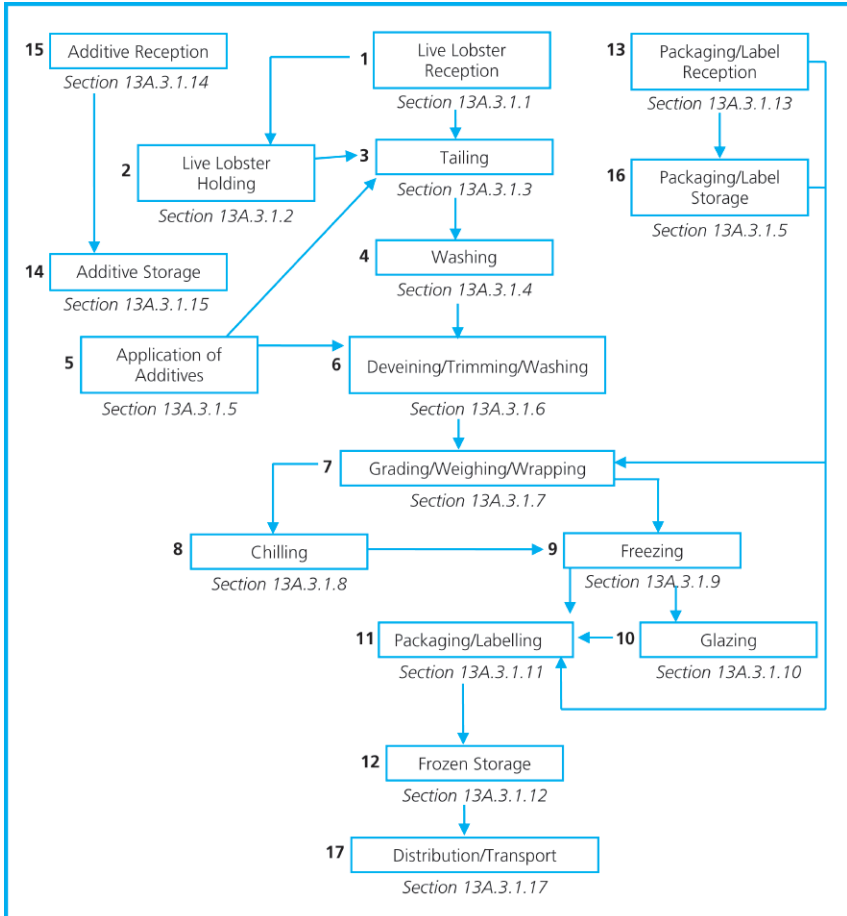 15 Additive Reception
Section 13A.3.1.14
1 Live Lobster
Reception
Section 13A.3.1.1
13 Packaging/Label
Reception
Section 13A.3.1.13
2 Live Lobster
Holding
Section 13A.3.1.2
3 Tailing
Section 13A.3.1.3
16 Packaging/Label
Storage
Section 13A.3.1.5
14 Additive Storage
Section 13A.3.1.15
4 Washing
Section 13A.3.1.4
5 Application of
Additives
Section 13A.3.1.5
6 Deveining/Trimming/Washing
Section 13A.3.1.6
7 Grading/Weighing/Wrapping
Section 13A.3.1.7
8 Chilling
Section 13A.3.1.8
9 Freezing
Section 13A.3.1.9
11 Packaging/Labelling
Section 13A.3.1.11
10 Glazing
Section 13A.3.1.10
12 Frozen Storage
Section 13A.3.1.12
17 Distribution/Transport
Section 13A.3.1.17